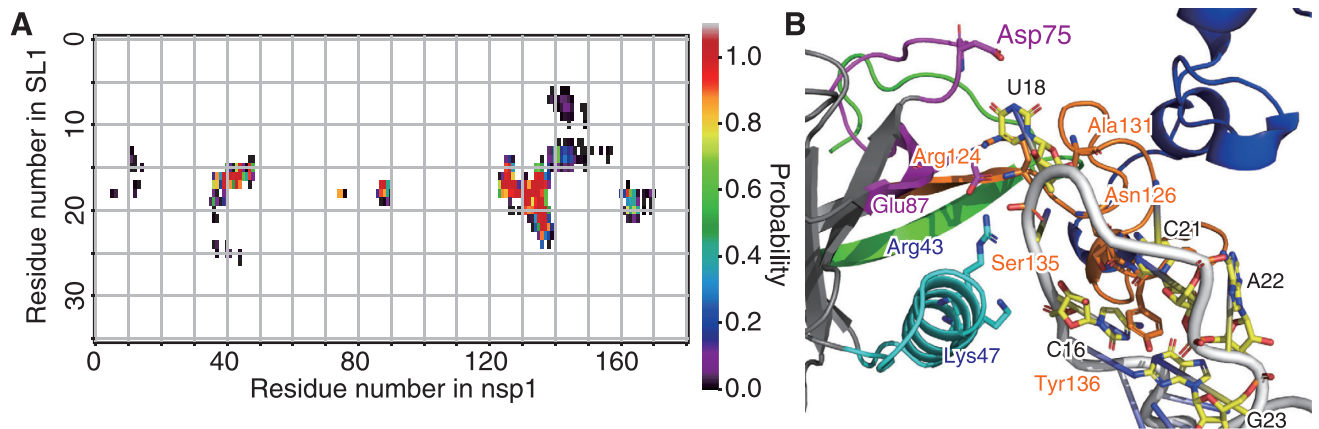 A
Residue number in SL1
0
10
20
30
0
40
80
120
160
Residue number in nsp1
1.0
0.8
0.6
0.4
0.2
0.0
Probability
B
Asp75
U18
Ala131
Arg124
Asn126
Glu87
C21
Arg43
Ser135
A22
Lys47
C16
Tyr136
G23